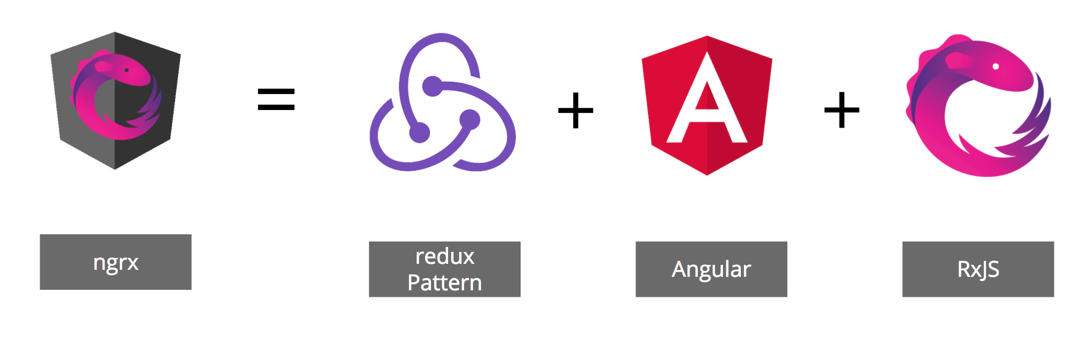 =
+
A
+
ngrx
redux
Pattern
Angular
RxJS